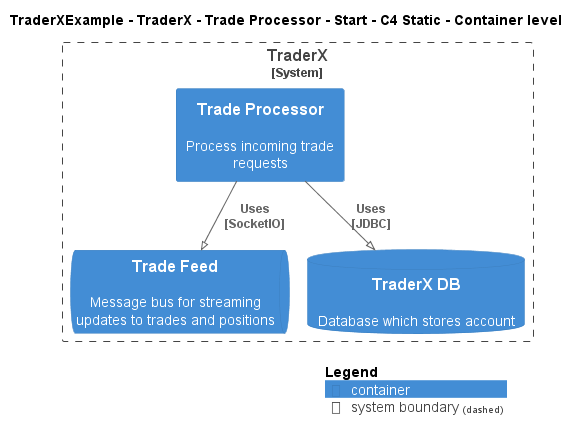 TraderXExample - TraderX - Trade Processor - Start - C4 Static - Container level
TraderX
[System]
Trade Processor
Process incoming trade
requests
Uses
[SocketIO]
Uses
[JDBC]
Trade Feed
Message bus for streaming
updates to trades and positions
TraderX DB
Database which stores account
Legend
container
system boundary (dashed)